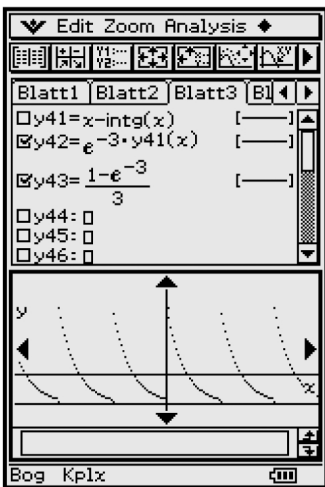 Edit Zoom Analysis ♦
Blatt1 Blatt2 Blatt3 Bl
y41=x-intg(x) [—]
y42=e^-3·y41(x) [—]
y43=(1-e^-3)/3 [—]
y44:
y45:
y46:
y
x
Bog Kplx